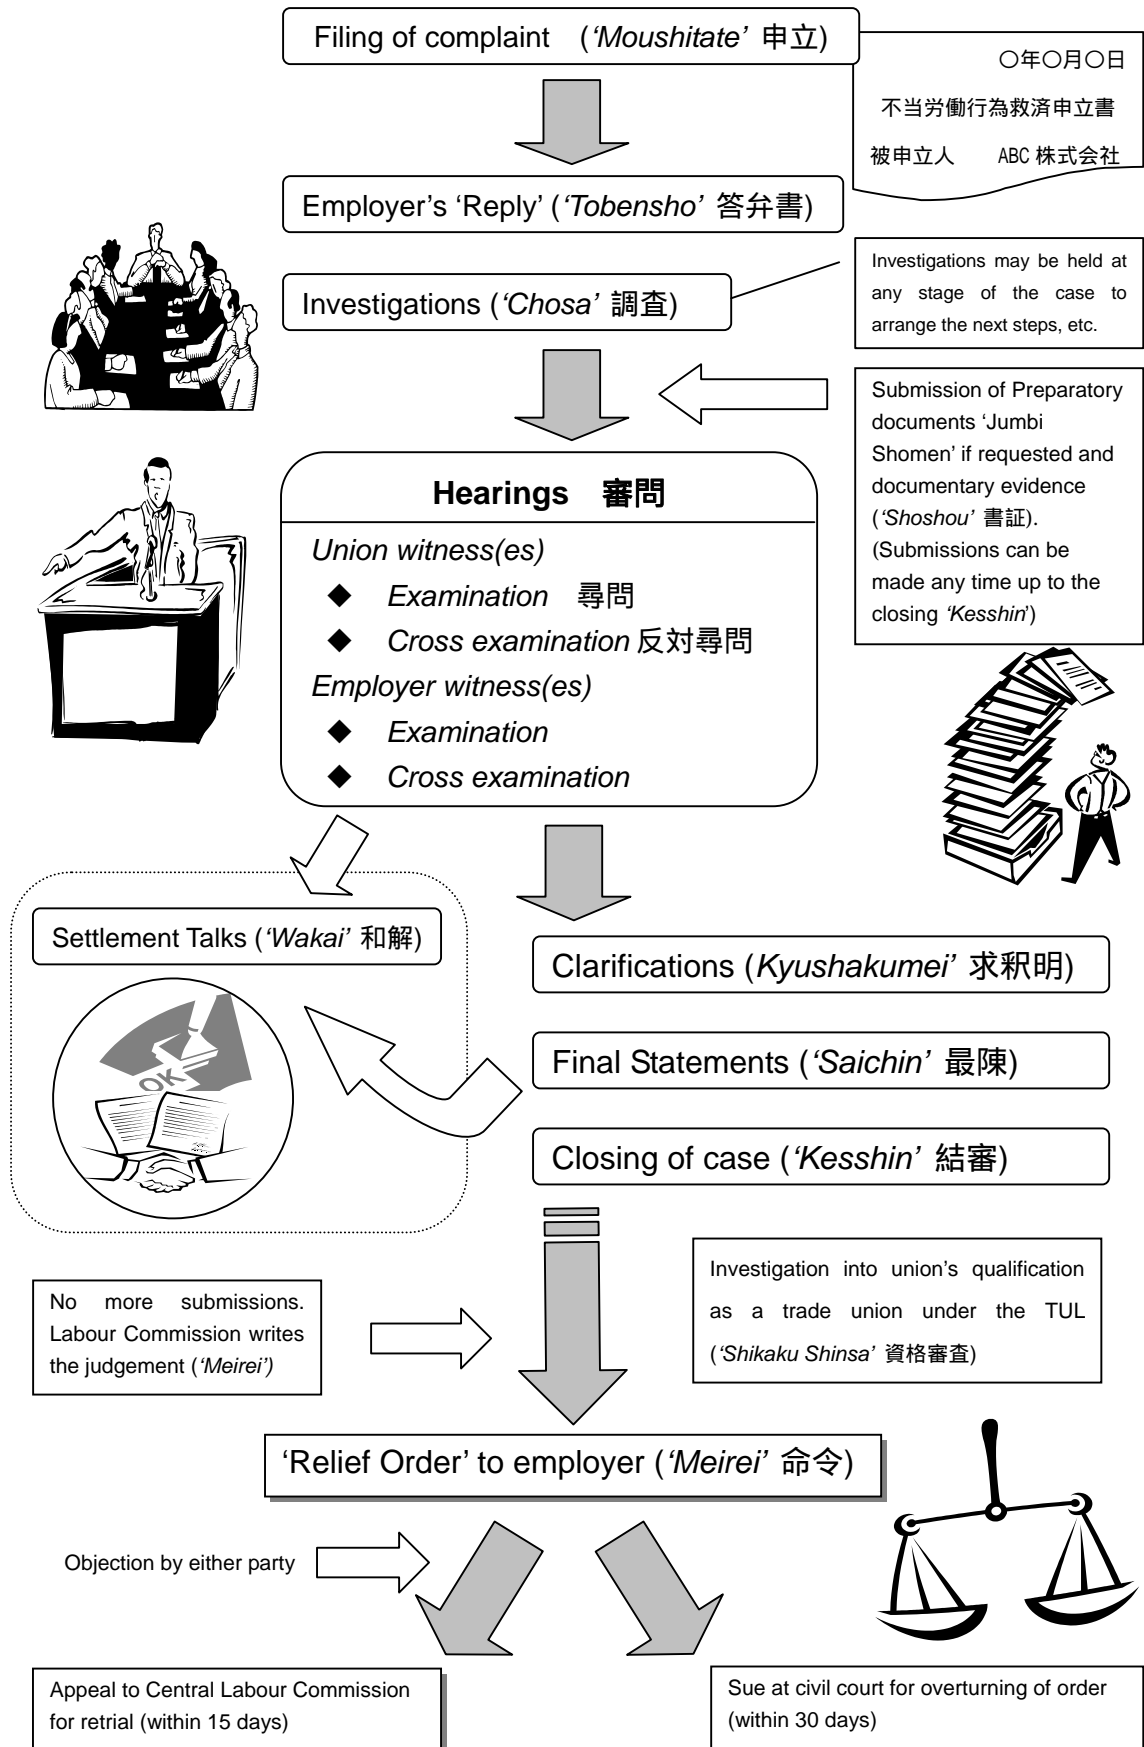 Filing of complaint　(‘Moushitate’ 申立)
〇年〇月〇日
不当労働行為救済申立書
被申立人　ABC 株式会社
Employer’s ‘Reply’ (‘Tobensho’ 答弁書)
Investigations (‘Chosa’ 調査)
Investigations may be held at
any stage of the case to
arrange the next steps, etc.
Submission of Preparatory
documents ‘Jumbi
Shomen’ if requested and
documentary evidence
(‘Shoshou’ 書証).
(Submissions can be
made any time up to the
closing ‘Kesshin’)
Hearings　審問
Union witness(es)
◆ Examination　尋問
◆ Cross examination 反対尋問
Employer witness(es)
◆ Examination
◆ Cross examination
Settlement Talks (‘Wakai’ 和解)
OK
Clarifications (Kyushakumei’ 求釈明)
Final Statements (‘Saichin’ 最陳)
Closing of case (‘Kesshin’ 結審)
No more submissions.
Labour Commission writes
the judgement (‘Meirei’)
Investigation into union’s qualification
as a trade union under the TUL
(‘Shikaku Shinsa’ 資格審査)
‘Relief Order’ to employer (‘Meirei’ 命令)
Objection by either party
Appeal to Central Labour Commission
for retrial (within 15 days)
Sue at civil court for overturning of order
(within 30 days)